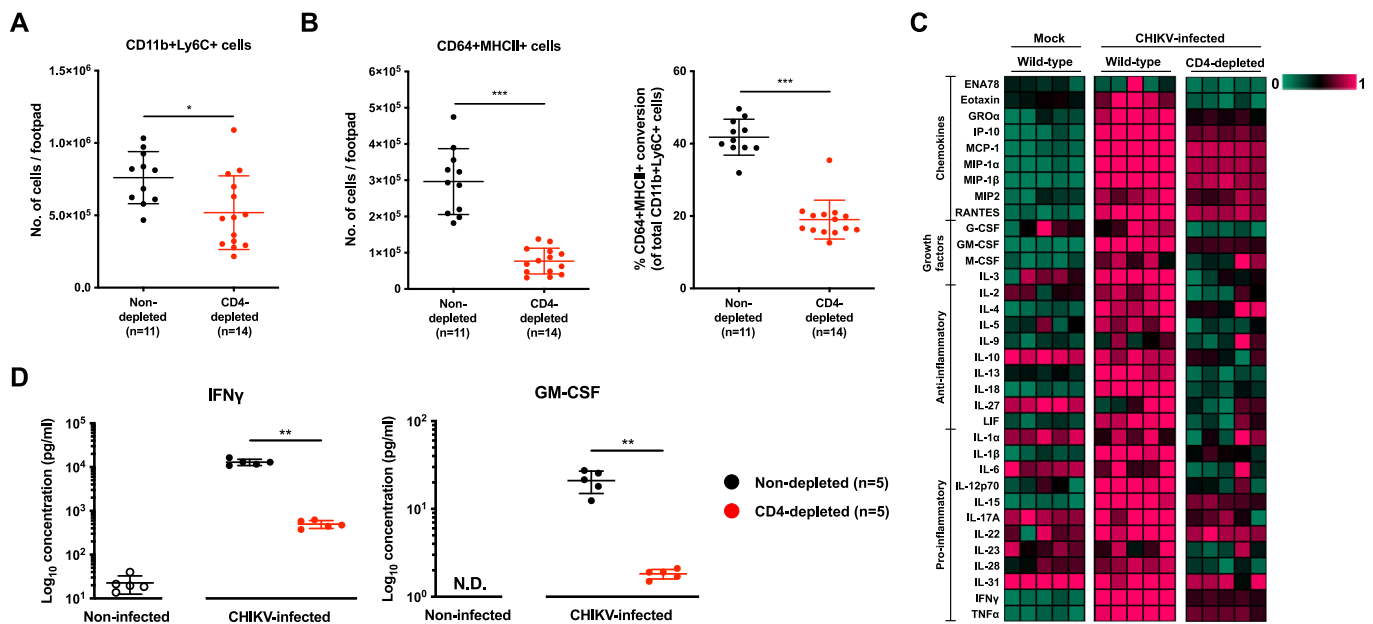 A
CD11b+Ly6C+ cells
No. of cells / footpad
1.5×10⁶
1.0×10⁶
5.0×10⁵
0.0
*
Non-
depleted
(n=11)
CD4-
depleted
(n=14)
B
CD64+MHCII+ cells
No. of cells / footpad
6×10⁵
5×10⁵
4×10⁵
3×10⁵
2×10⁵
1×10⁵
0
***
Non-
depleted
(n=11)
CD4-
depleted
(n=14)
% CD64+MHCII+ conversion
(of total CD11b+Ly6C+ cells)
60
40
20
0
***
Non-
depleted
(n=11)
CD4-
depleted
(n=14)
C
Mock
CHIKV-infected
Wild-type
Wild-type
CD4-depleted
0
1
Chemokines
ENA78
Eotaxin
GROα
IP-10
MCP-1
MIP-1α
MIP-1β
MIP2
RANTES
Growth
factors
G-CSF
GM-CSF
M-CSF
IL-3
Anti-inflammatory
IL-2
IL-4
IL-5
IL-9
IL-10
IL-13
IL-18
IL-27
LIF
Pro-inflammatory
IL-1α
IL-1β
IL-6
IL-12p70
IL-15
IL-17A
IL-22
IL-23
IL-28
IL-31
IFNγ
TNFα
D
IFNγ
Log₁₀ concentration (pg/ml)
10⁵
10⁴
10³
10²
10¹
**
Non-infected
CHIKV-infected
GM-CSF
Log₁₀ concentration (pg/ml)
10²
10¹
10⁰
N.D.
**
Non-infected
CHIKV-infected
Non-depleted (n=5)
CD4-depleted (n=5)